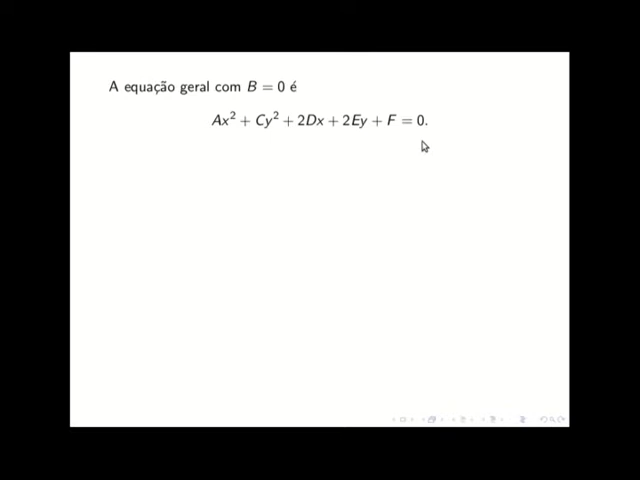 A equação geral com B = 0 é
Ax² + Cy² + 2Dx + 2Ey + F = 0.